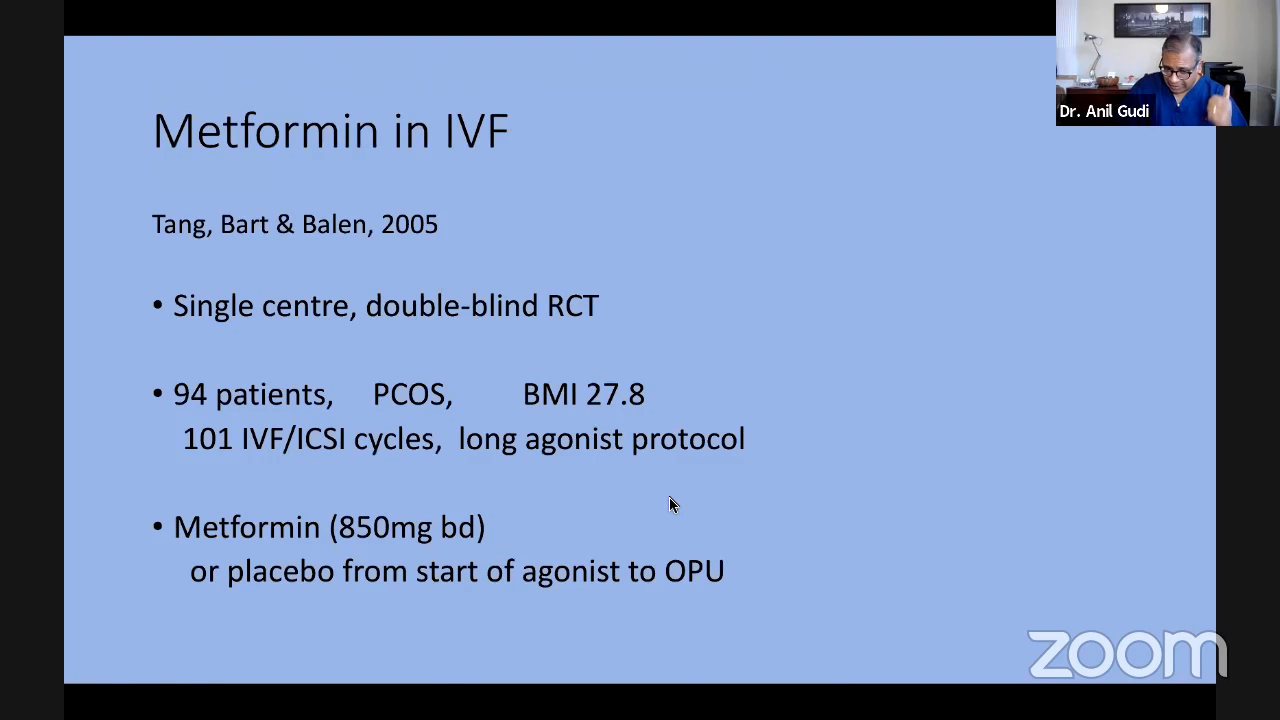 Metformin in IVF
Tang, Bart & Balen, 2005
• Single centre, double-blind RCT
• 94 patients, PCOS, BMI 27.8
101 IVF/ICSI cycles, long agonist protocol
• Metformin (850mg bd)
or placebo from start of agonist to OPU
Dr. Anil Gudi
zoom